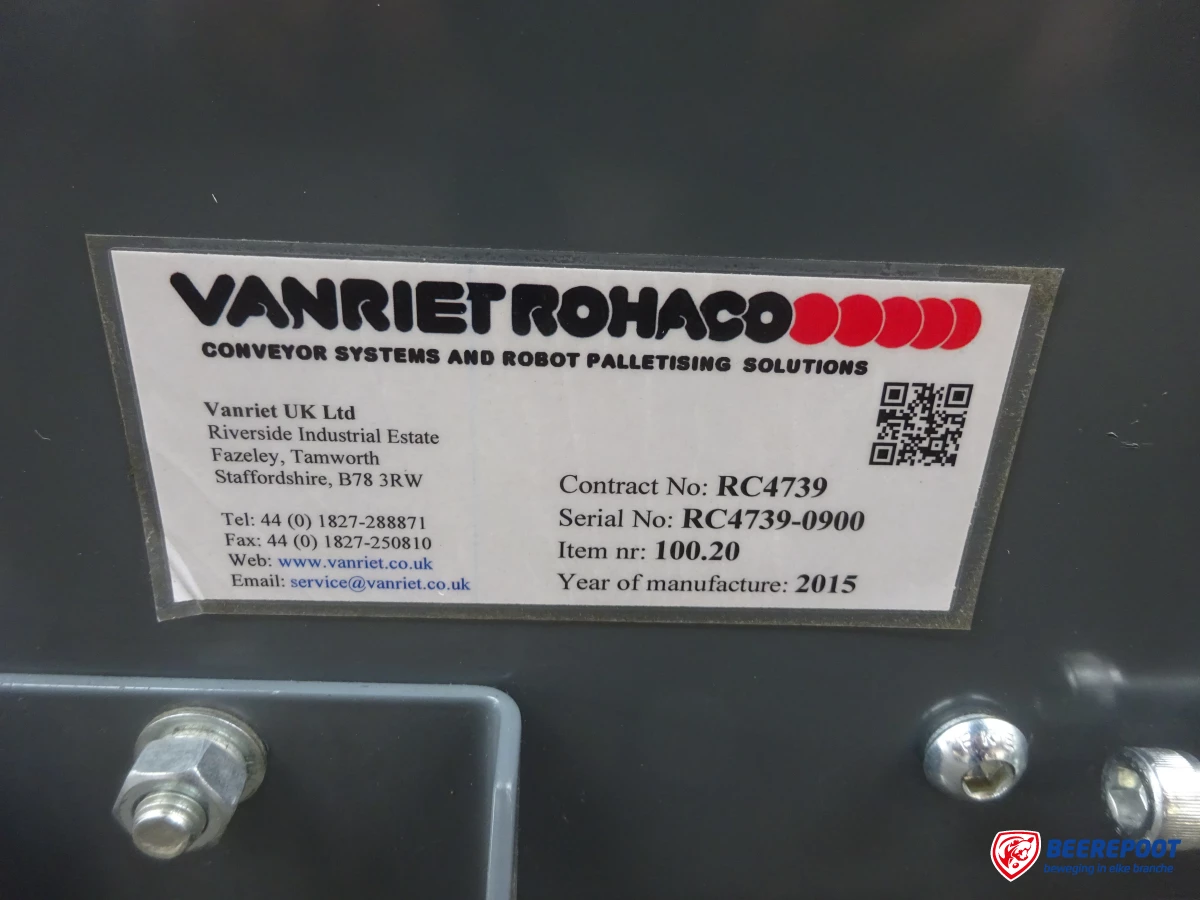 VANRIET ROHACO
CONVEYOR SYSTEMS AND ROBOT PALLETISING SOLUTIONS
Vanriet UK Ltd
Riverside Industrial Estate
Fazeley, Tamworth
Staffordshire, B78 3RW
Tel: 44 (0) 1827-288871
Fax: 44 (0) 1827-250810
Web: www.vanriet.co.uk
Email: service@vanriet.co.uk
Contract No: RC4739
Serial No: RC4739-0900
Item nr: 100.20
Year of manufacture: 2015
BEEREPOOT
beweging in elke branche